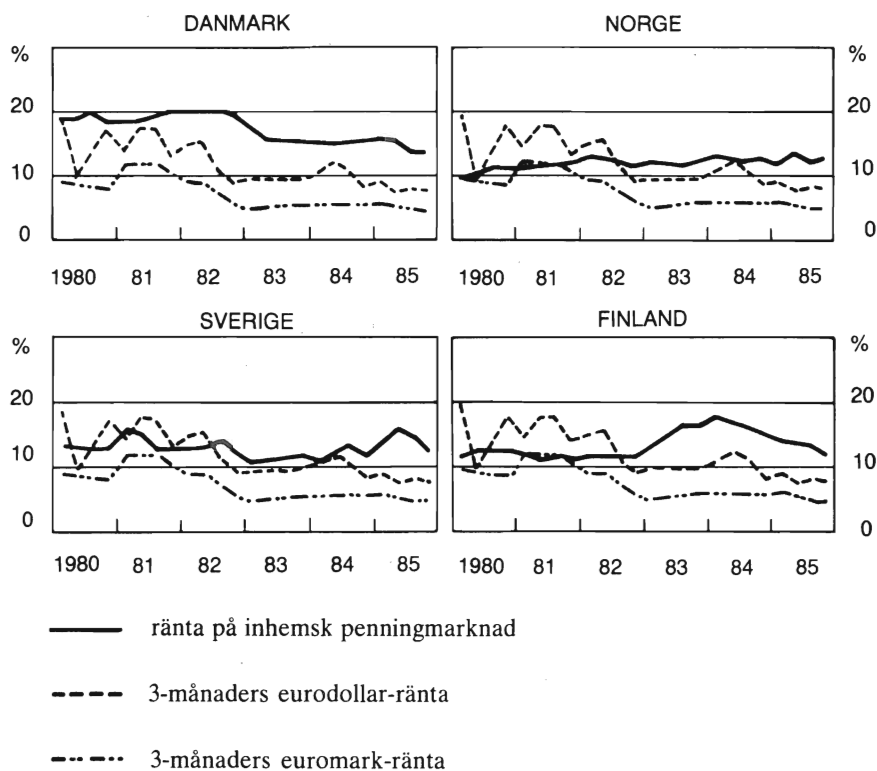 DANMARK
NORGE
%
%
20
20
10
10
0
0
1980 81 82 83 84 85
1980 81 82 83 84 85
SVERIGE
FINLAND
%
%
20
20
10
10
0
0
1980 81 82 83 84 85
1980 81 82 83 84 85
ränta på inhemsk penningmarknad
3-månaders eurodollar-ränta
3-månaders euromark-ränta